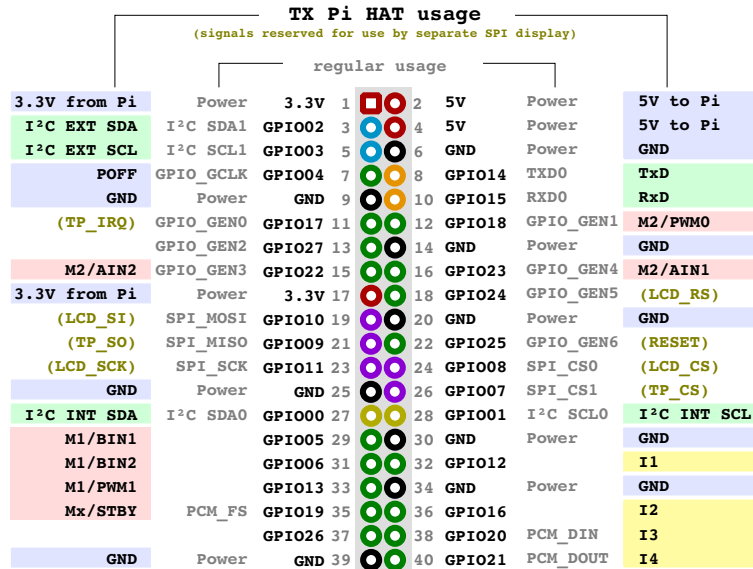 TX Pi HAT usage
(signals reserved for use by separate SPI display)
regular usage
3.3V from Pi Power 3.3V 1 2 5V Power 5V to Pi
I²C EXT SDA I²C SDA1 GPIO02 3 4 5V Power 5V to Pi
I²C EXT SCL I²C SCL1 GPIO03 5 6 GND Power GND
POFF GPIO_GCLK GPIO04 7 8 GPIO14 TXD0 TxD
GND Power GND 9 10 GPIO15 RXD0 RxD
(TP_IRQ) GPIO_GEN0 GPIO17 11 12 GPIO18 GPIO_GEN1 M2/PWM0
GPIO_GEN2 GPIO27 13 14 GND Power GND
M2/AIN2 GPIO_GEN3 GPIO22 15 16 GPIO23 GPIO_GEN4 M2/AIN1
3.3V from Pi Power 3.3V 17 18 GPIO24 GPIO_GEN5 (LCD_RS)
(LCD_SI) SPI_MOSI GPIO10 19 20 GND Power GND
(TP_SO) SPI_MISO GPIO09 21 22 GPIO25 GPIO_GEN6 (RESET)
(LCD_SCK) SPI_SCK GPIO11 23 24 GPIO08 SPI_CS0 (LCD_CS)
GND Power GND 25 26 GPIO07 SPI_CS1 (TP_CS)
I²C INT SDA I²C SDA0 GPIO00 27 28 GPIO01 I²C SCL0 I²C INT SCL
M1/BIN1 GPIO05 29 30 GND Power GND
M1/BIN2 GPIO06 31 32 GPIO12 I1
M1/PWM1 GPIO13 33 34 GND Power GND
Mx/STBY PCM_FS GPIO19 35 36 GPIO16 I2
GPIO26 37 38 GPIO20 PCM_DIN I3
GND Power GND 39 40 GPIO21 PCM_DOUT I4